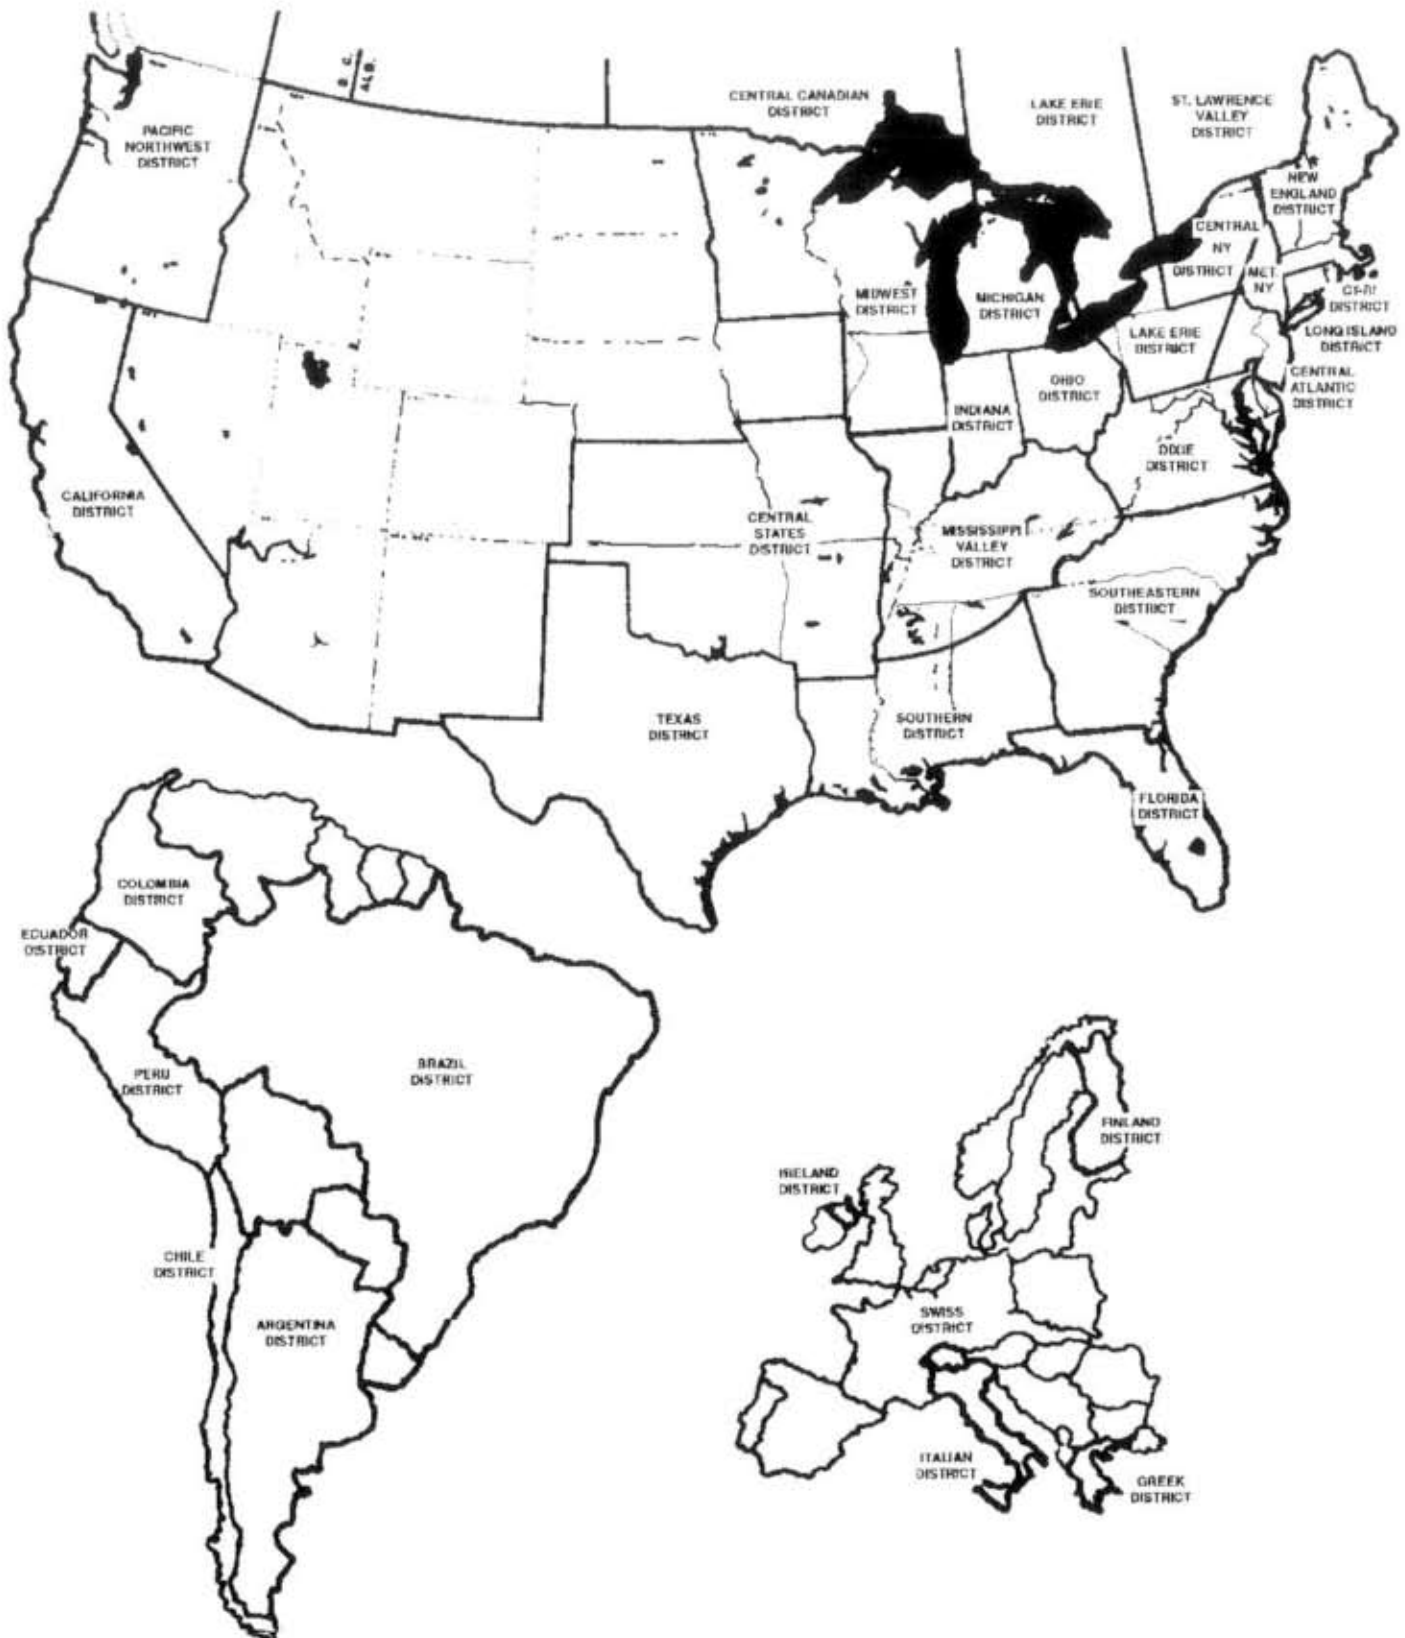 B. C.
ALB.
CENTRAL CANADIAN
DISTRICT
LAKE ERIE
DISTRICT
ST. LAWRENCE
VALLEY
DISTRICT
PACIFIC
NORTHWEST
DISTRICT
NEW
ENGLAND
DISTRICT
CENTRAL
NY
DISTRICT
MET.
NY
CT-RI
DISTRICT
MIDWEST
DISTRICT
MICHIGAN
DISTRICT
LAKE ERIE
DISTRICT
LONG ISLAND
DISTRICT
OHIO
DISTRICT
CENTRAL
ATLANTIC
DISTRICT
INDIANA
DISTRICT
DIXIE
DISTRICT
CALIFORNIA
DISTRICT
CENTRAL
STATES
DISTRICT
MISSISSIPPI
VALLEY
DISTRICT
SOUTHEASTERN
DISTRICT
TEXAS
DISTRICT
SOUTHERN
DISTRICT
FLORIDA
DISTRICT
COLOMBIA
DISTRICT
ECUADOR
DISTRICT
PERU
DISTRICT
BRAZIL
DISTRICT
CHILE
DISTRICT
ARGENTINA
DISTRICT
FINLAND
DISTRICT
IRELAND
DISTRICT
SWISS
DISTRICT
ITALIAN
DISTRICT
GREEK
DISTRICT